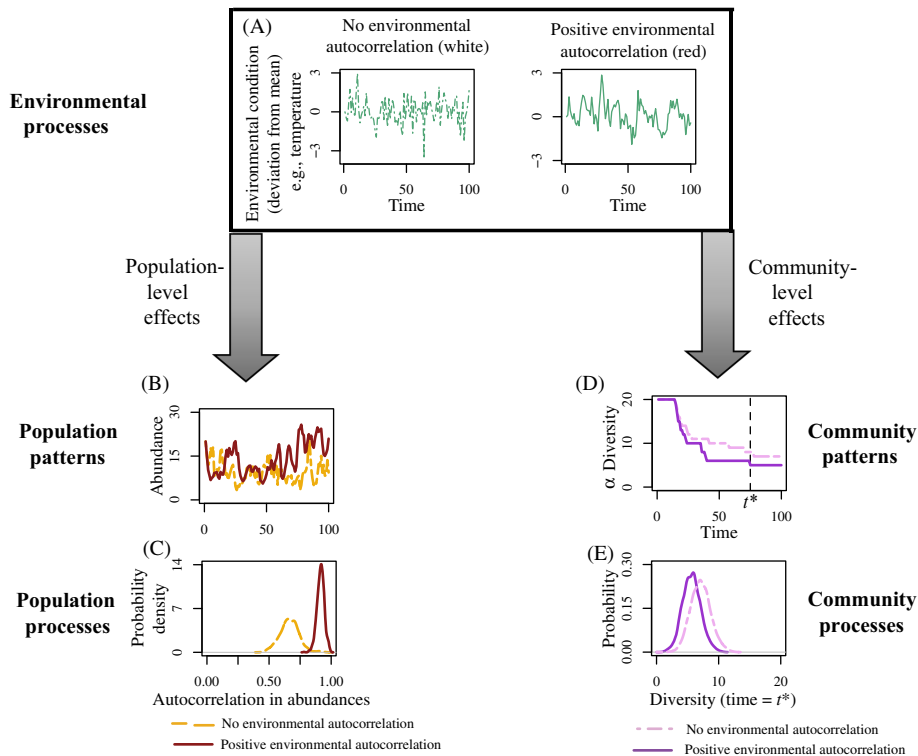 (A)
No environmental
autocorrelation (white)
Positive environmental
autocorrelation (red)
Environmental
processes
Environmental condition
(deviation from mean)
e.g., temperature
3
0
−3
0
50
100
Time
3
0
−3
0
50
100
Time
Population-
level
effects
Community-
level
effects
(B)
Population
patterns
Abundance
30
15
0
0
50
100
(D)
α Diversity
20
10
0
0
50
100
t*
Time
Community
patterns
(C)
Population
processes
Probability
density
14
7
0
0.00
0.50
1.00
Autocorrelation in abundances
No environmental autocorrelation
Positive environmental autocorrelation
(E)
Probability
0.30
0.15
0.00
0
10
20
Diversity (time = t*)
Community
processes
No environmental autocorrelation
Positive environmental autocorrelation